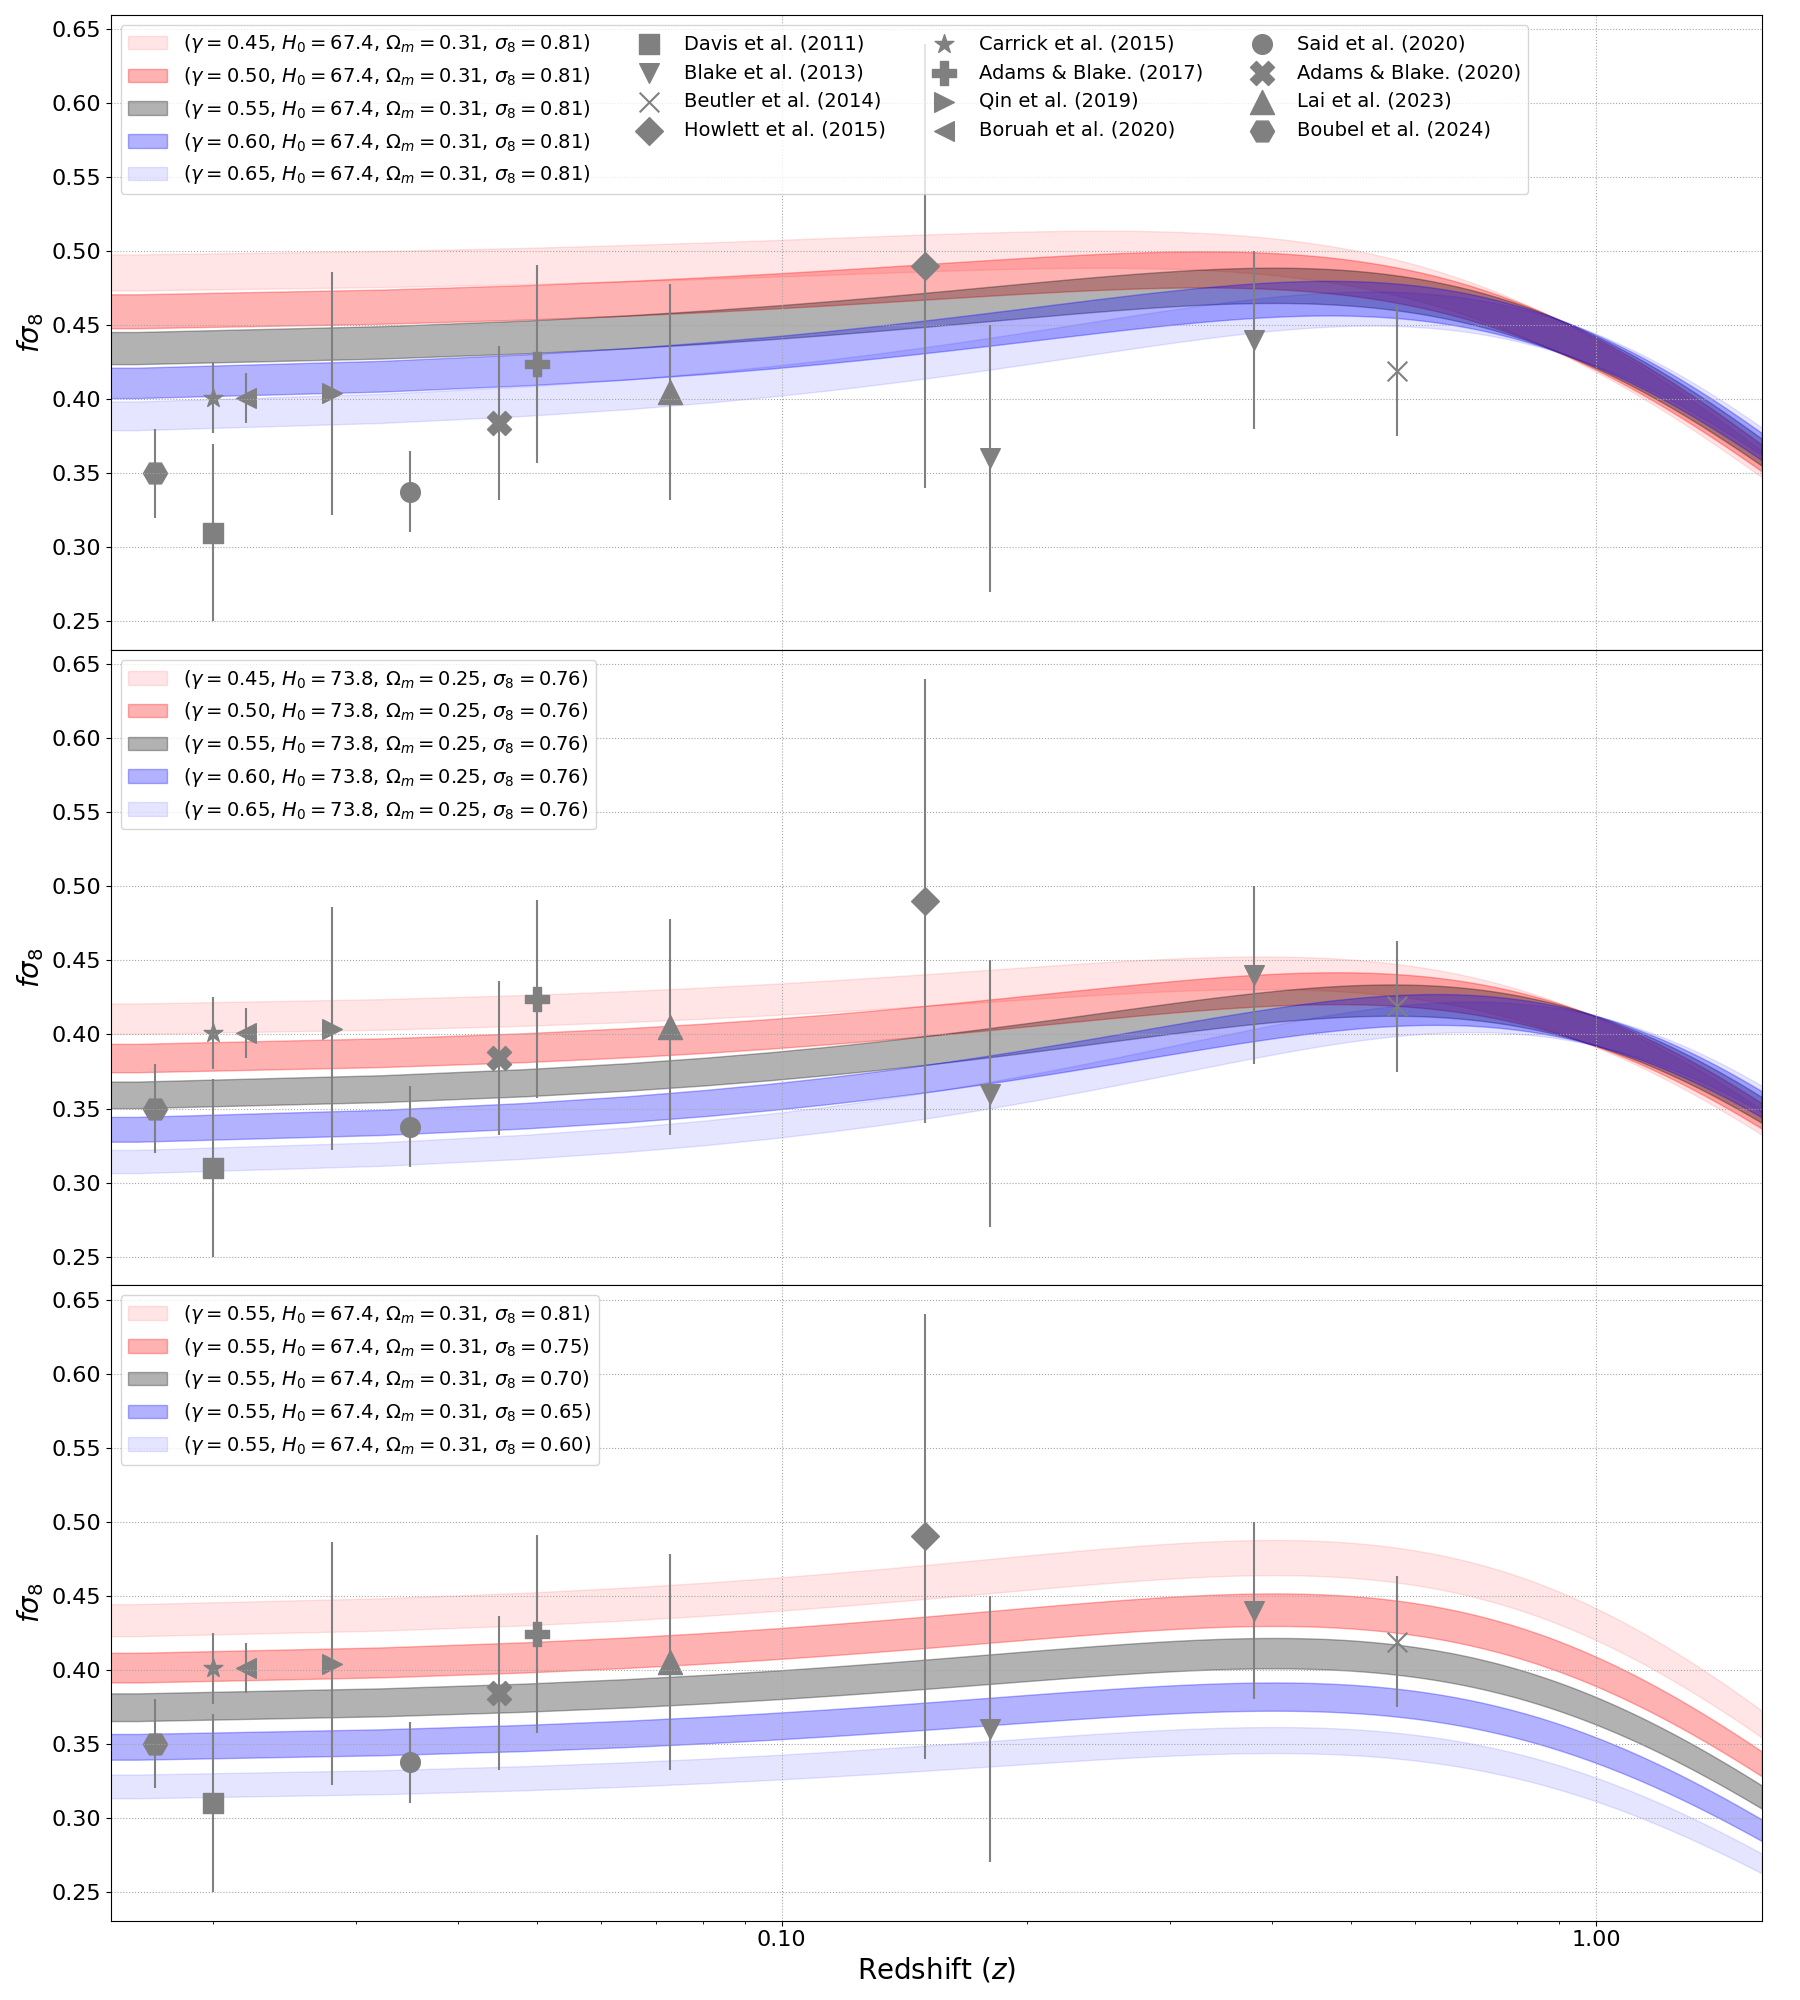 0.65
0.60
0.55
0.50
0.45
0.40
0.35
0.30
0.25
fσ₈
(γ = 0.45, H₀ = 67.4, Ωₘ = 0.31, σ₈ = 0.81)
(γ = 0.50, H₀ = 67.4, Ωₘ = 0.31, σ₈ = 0.81)
(γ = 0.55, H₀ = 67.4, Ωₘ = 0.31, σ₈ = 0.81)
(γ = 0.60, H₀ = 67.4, Ωₘ = 0.31, σ₈ = 0.81)
(γ = 0.65, H₀ = 67.4, Ωₘ = 0.31, σ₈ = 0.81)
Davis et al. (2011)
Blake et al. (2013)
Beutler et al. (2014)
Howlett et al. (2015)
Carrick et al. (2015)
Adams & Blake. (2017)
Qin et al. (2019)
Boruah et al. (2020)
Said et al. (2020)
Adams & Blake. (2020)
Lai et al. (2023)
Boubel et al. (2024)
0.65
0.60
0.55
0.50
0.45
0.40
0.35
0.30
0.25
fσ₈
(γ = 0.45, H₀ = 73.8, Ωₘ = 0.25, σ₈ = 0.76)
(γ = 0.50, H₀ = 73.8, Ωₘ = 0.25, σ₈ = 0.76)
(γ = 0.55, H₀ = 73.8, Ωₘ = 0.25, σ₈ = 0.76)
(γ = 0.60, H₀ = 73.8, Ωₘ = 0.25, σ₈ = 0.76)
(γ = 0.65, H₀ = 73.8, Ωₘ = 0.25, σ₈ = 0.76)
0.65
0.60
0.55
0.50
0.45
0.40
0.35
0.30
0.25
fσ₈
(γ = 0.55, H₀ = 67.4, Ωₘ = 0.31, σ₈ = 0.81)
(γ = 0.55, H₀ = 67.4, Ωₘ = 0.31, σ₈ = 0.75)
(γ = 0.55, H₀ = 67.4, Ωₘ = 0.31, σ₈ = 0.70)
(γ = 0.55, H₀ = 67.4, Ωₘ = 0.31, σ₈ = 0.65)
(γ = 0.55, H₀ = 67.4, Ωₘ = 0.31, σ₈ = 0.60)
0.10 1.00
Redshift (z)